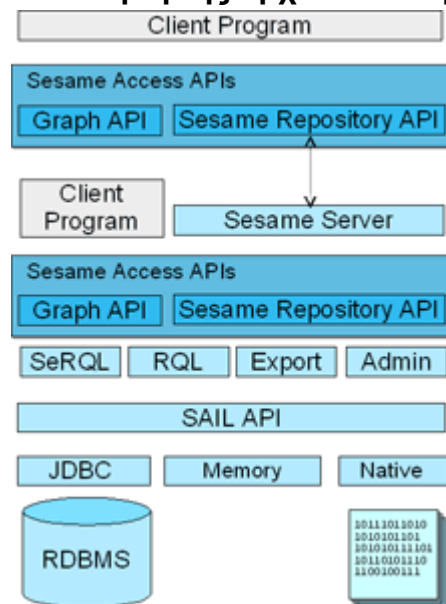 Client Program
Sesame Access APIs
Graph API
Sesame Repository API
Client
Program
Sesame Server
Sesame Access APIs
Graph API
Sesame Repository API
SeRQL
RQL
Export
Admin
SAIL API
JDBC
Memory
Native
RDBMS
10111011010
1010101101
101010111101
10110101110
1100100111